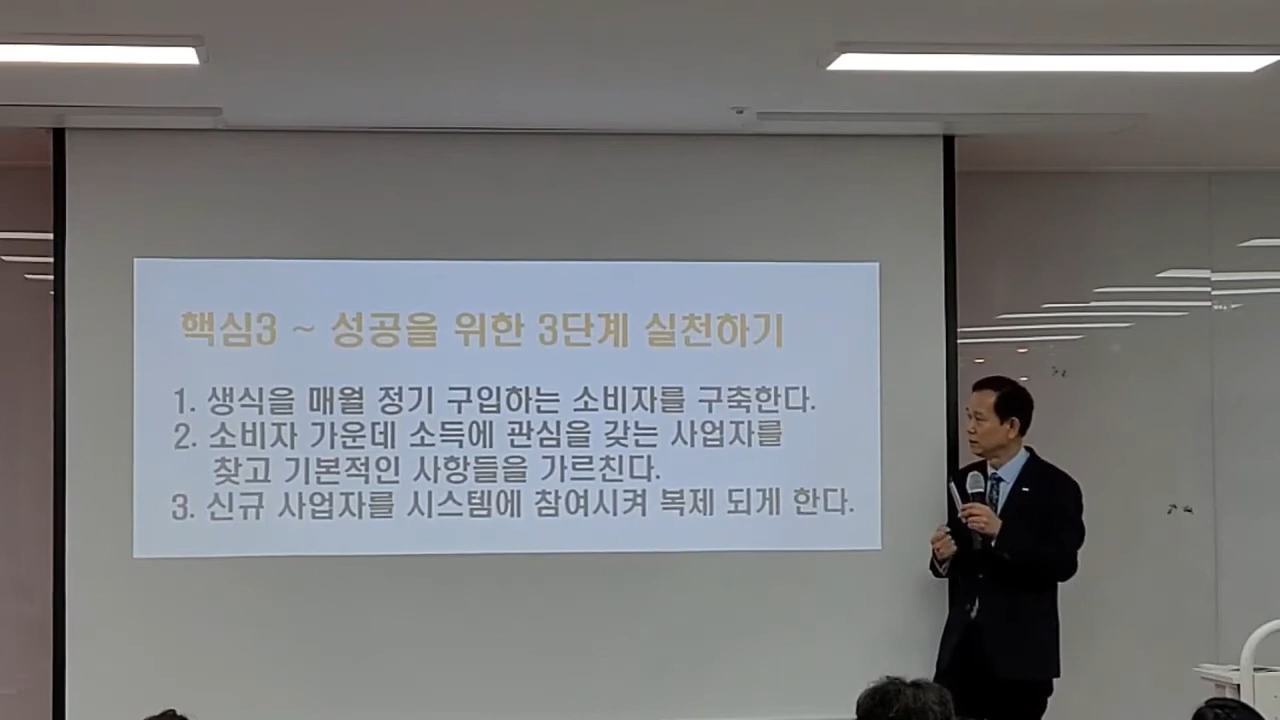 핵심3 ~ 성공을 위한 3단계 실천하기
1. 생식을 매월 정기 구입하는 소비자를 구축한다.
2. 소비자 가운데 소득에 관심을 갖는 사업자를
찾고 기본적인 사항들을 가르친다.
3. 신규 사업자를 시스템에 참여시켜 복제 되게 한다.